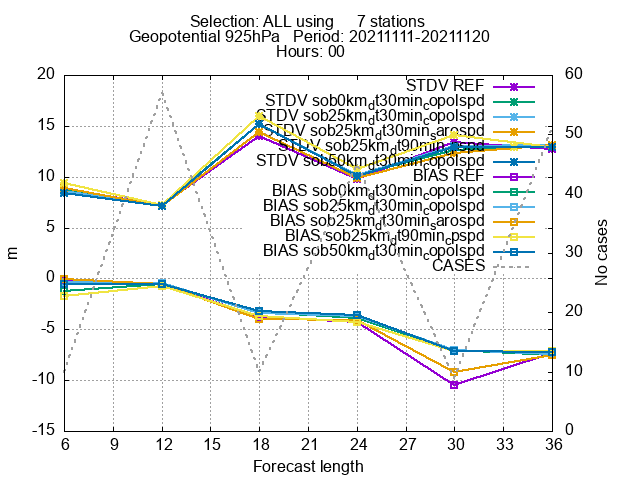 Selection: ALL using 7 stations
Geopotential 925hPa Period: 20211111-20211120
Hours: 00
STDV REF
STDV sob0km_dt30min_copolspd
STDV sob25km_dt30min_copolspd
STDV sob25km_dt30min_sarospd
STDV sob25km_dt90min_cpspd
STDV sob50km_dt30min_copolspd
BIAS REF
BIAS sob0km_dt30min_copolspd
BIAS sob25km_dt30min_copolspd
BIAS sob25km_dt30min_sarospd
BIAS sob25km_dt90min_cpspd
BIAS sob50km_dt30min_copolspd
CASES
20
15
10
5
0
-5
-10
-15
m
60
50
40
30
20
10
0
No cases
6 9 12 15 18 21 24 27 30 33 36
Forecast length